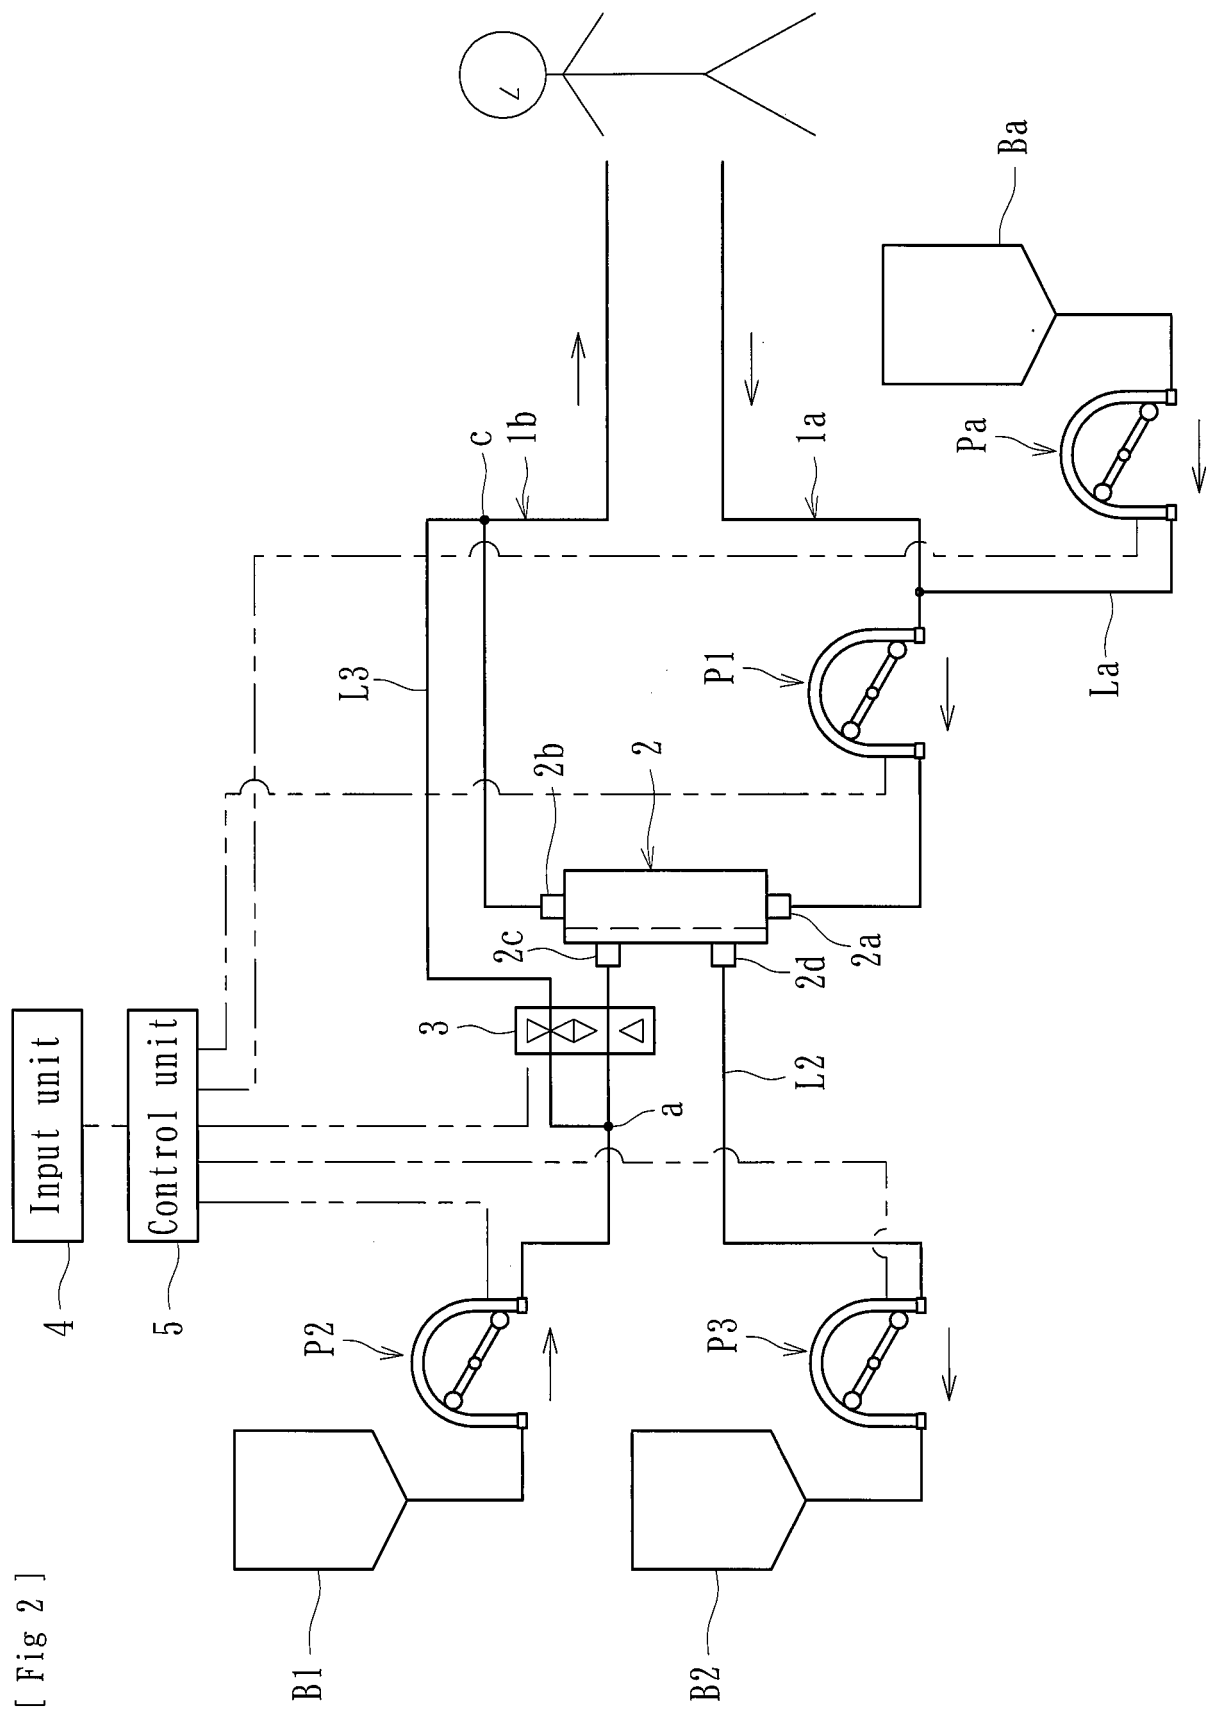 [ Fig 2 ]
4
Input unit
5
Control unit
B1
P2
L3
3
a
c
1b
2b
2
2c
2d
2a
L2
P1
1a
Ba
Pa
La
P3
B2